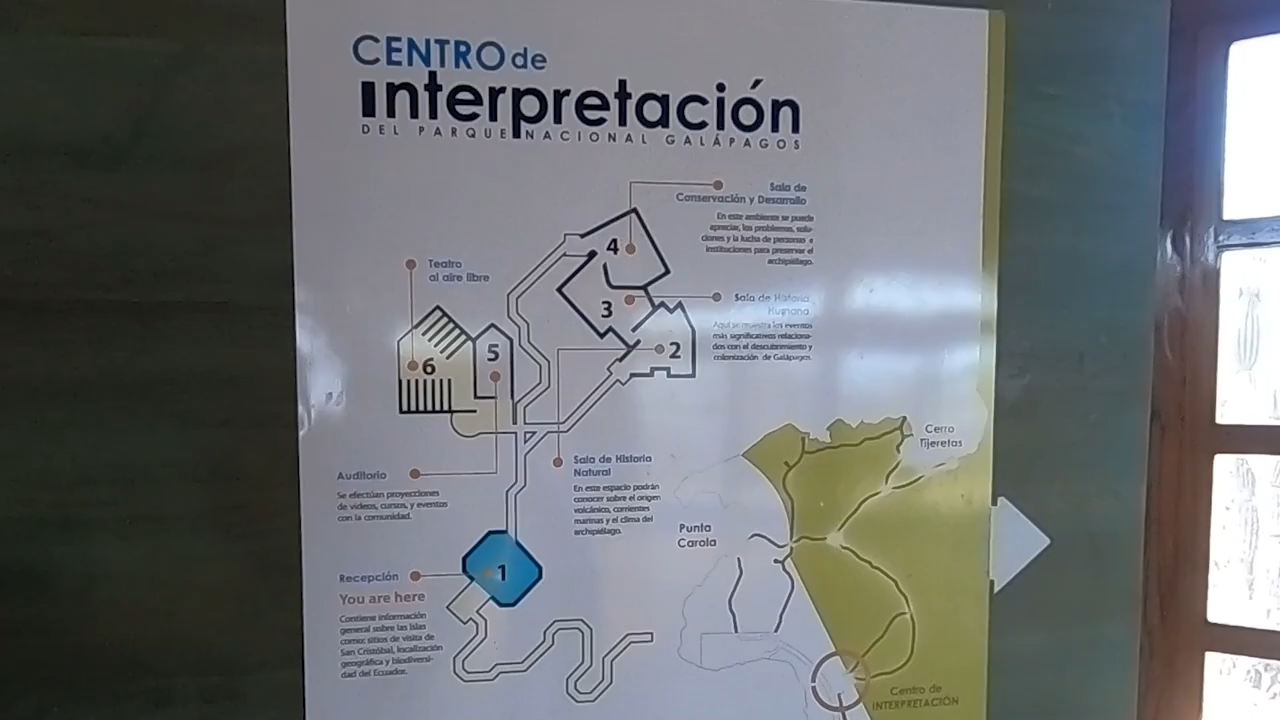 CENTRO de
interpretación
DEL PARQUE NACIONAL GALÁPAGOS
Sala de
Conservación y Desarrollo
En este ambiente se puede
apreciar, los problemas, solu-
ciones y la lucha de personas e
instituciones para preservar el
archipiélago.
4
Teatro
al aire libre
3
Sala de Historia
Humana
Aquí se muestra los eventos
más significativos relaciona-
dos con el descubrimiento y
colonización de Galápagos.
2
5
6
Cerro
Tijeretas
Auditorio
Se efectúan proyecciones
de videos, cursos, y eventos
con la comunidad.
Sala de Historia
Natural
En este espacio podrán
conocer sobre el origen
volcánico, corrientes
marinas y el clima del
archipiélago.
Punta
Carola
1
Recepción
You are here
Contiene información
general sobre las Islas
como: sitios de visita de
San Cristóbal, localización
geográfica y biodiversi-
dad del Ecuador.
Centro de
INTERPRETACIÓN